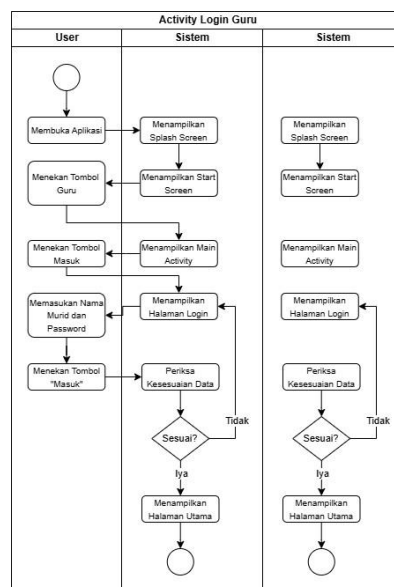 Activity Login Guru
User
Sistem
Sistem
Membuka Aplikasi
Menampilkan
Splash Screen
Menampilkan
Splash Screen
Menekan Tombol
Guru
Menampilkan Start
Screen
Menampilkan Start
Screen
Menekan Tombol
Masuk
Menampilkan Main
Activity
Menampilkan Main
Activity
Memasukan Nama
Murid dan
Password
Menampilkan
Halaman Login
Menampilkan
Halaman Login
Menekan Tombol
"Masuk"
Periksa
Kesesuaian Data
Periksa
Kesesuaian Data
Tidak
Tidak
Sesuai?
Sesuai?
Iya
Iya
Menampilkan
Halaman Utama
Menampilkan
Halaman Utama